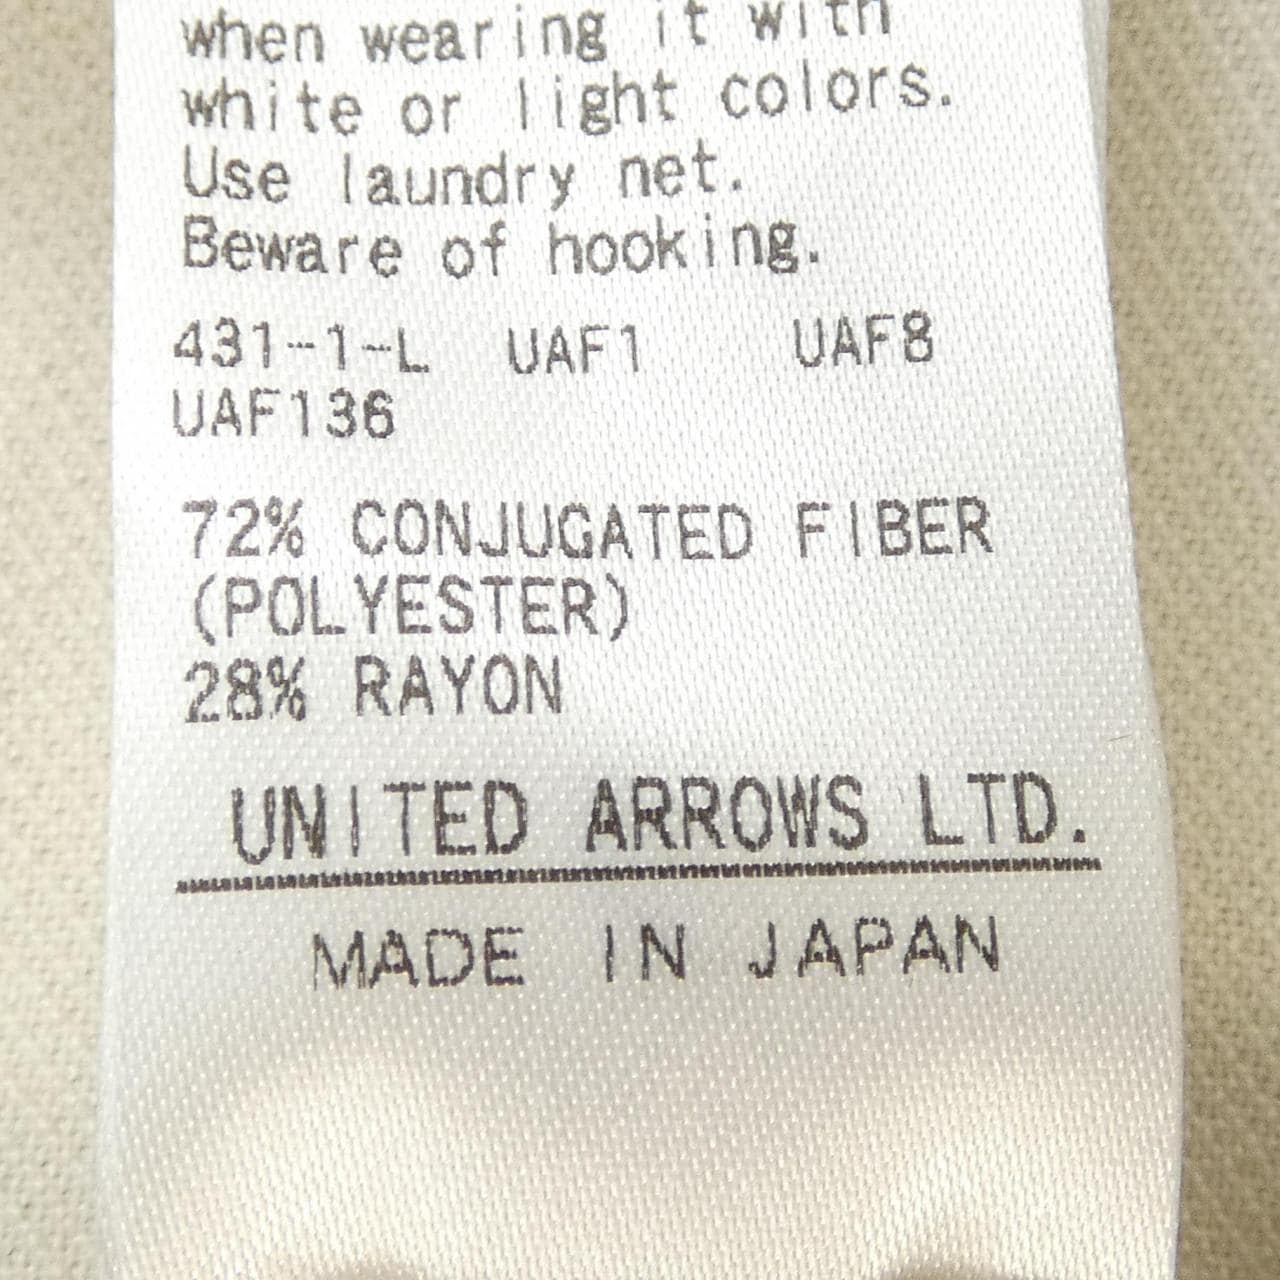 when wearing it with
white or light colors.
Use laundry net.
Beware of hooking.
431-1-L UAF1 UAF8
UAF136
72% CONJUGATED FIBER
(POLYESTER)
28% RAYON
UNITED ARROWS LTD.
MADE IN JAPAN